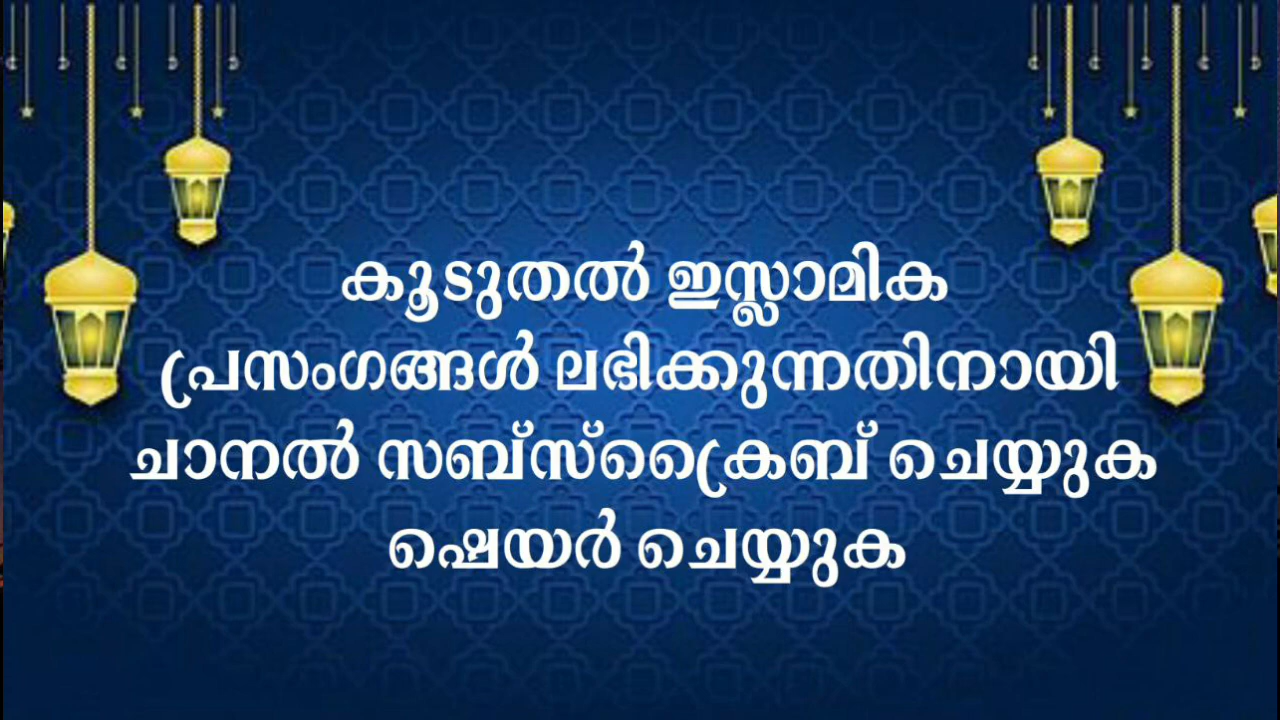 കൂടുതൽ ഇസ്ലാമിക
പ്രസംഗങ്ങൾ ലഭിക്കുന്നതിനായി
ചാനൽ സബ്സ്ക്രൈബ് ചെയ്യുക
ഷെയർ ചെയ്യുക